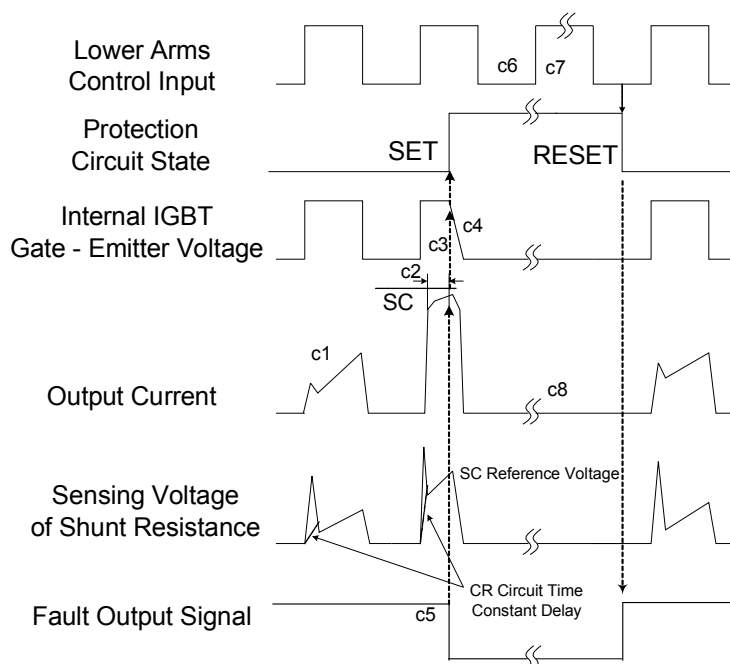 Lower Arms
Control Input
c6
c7
Protection
Circuit State
SET
RESET
Internal IGBT
Gate - Emitter Voltage
c3
c4
c2
SC
c1
Output Current
c8
SC Reference Voltage
Sensing Voltage
of Shunt Resistance
CR Circuit Time
Constant Delay
Fault Output Signal
c5